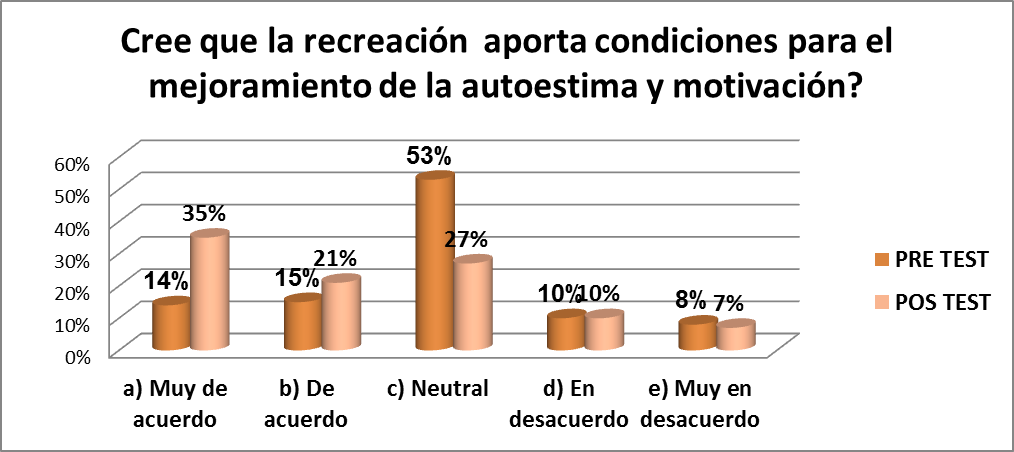 Cree que la recreación  aporta condiciones para el
mejoramiento de la autoestima y motivación?
60%
50%
40%
30%
20%
10%
0%
14%
35%
15%
21%
53%
27%
10%
10%
8%
7%
a) Muy de
acuerdo
b) De
acuerdo
c) Neutral
d) En
desacuerdo
e) Muy en
desacuerdo
PRE TEST
POS TEST